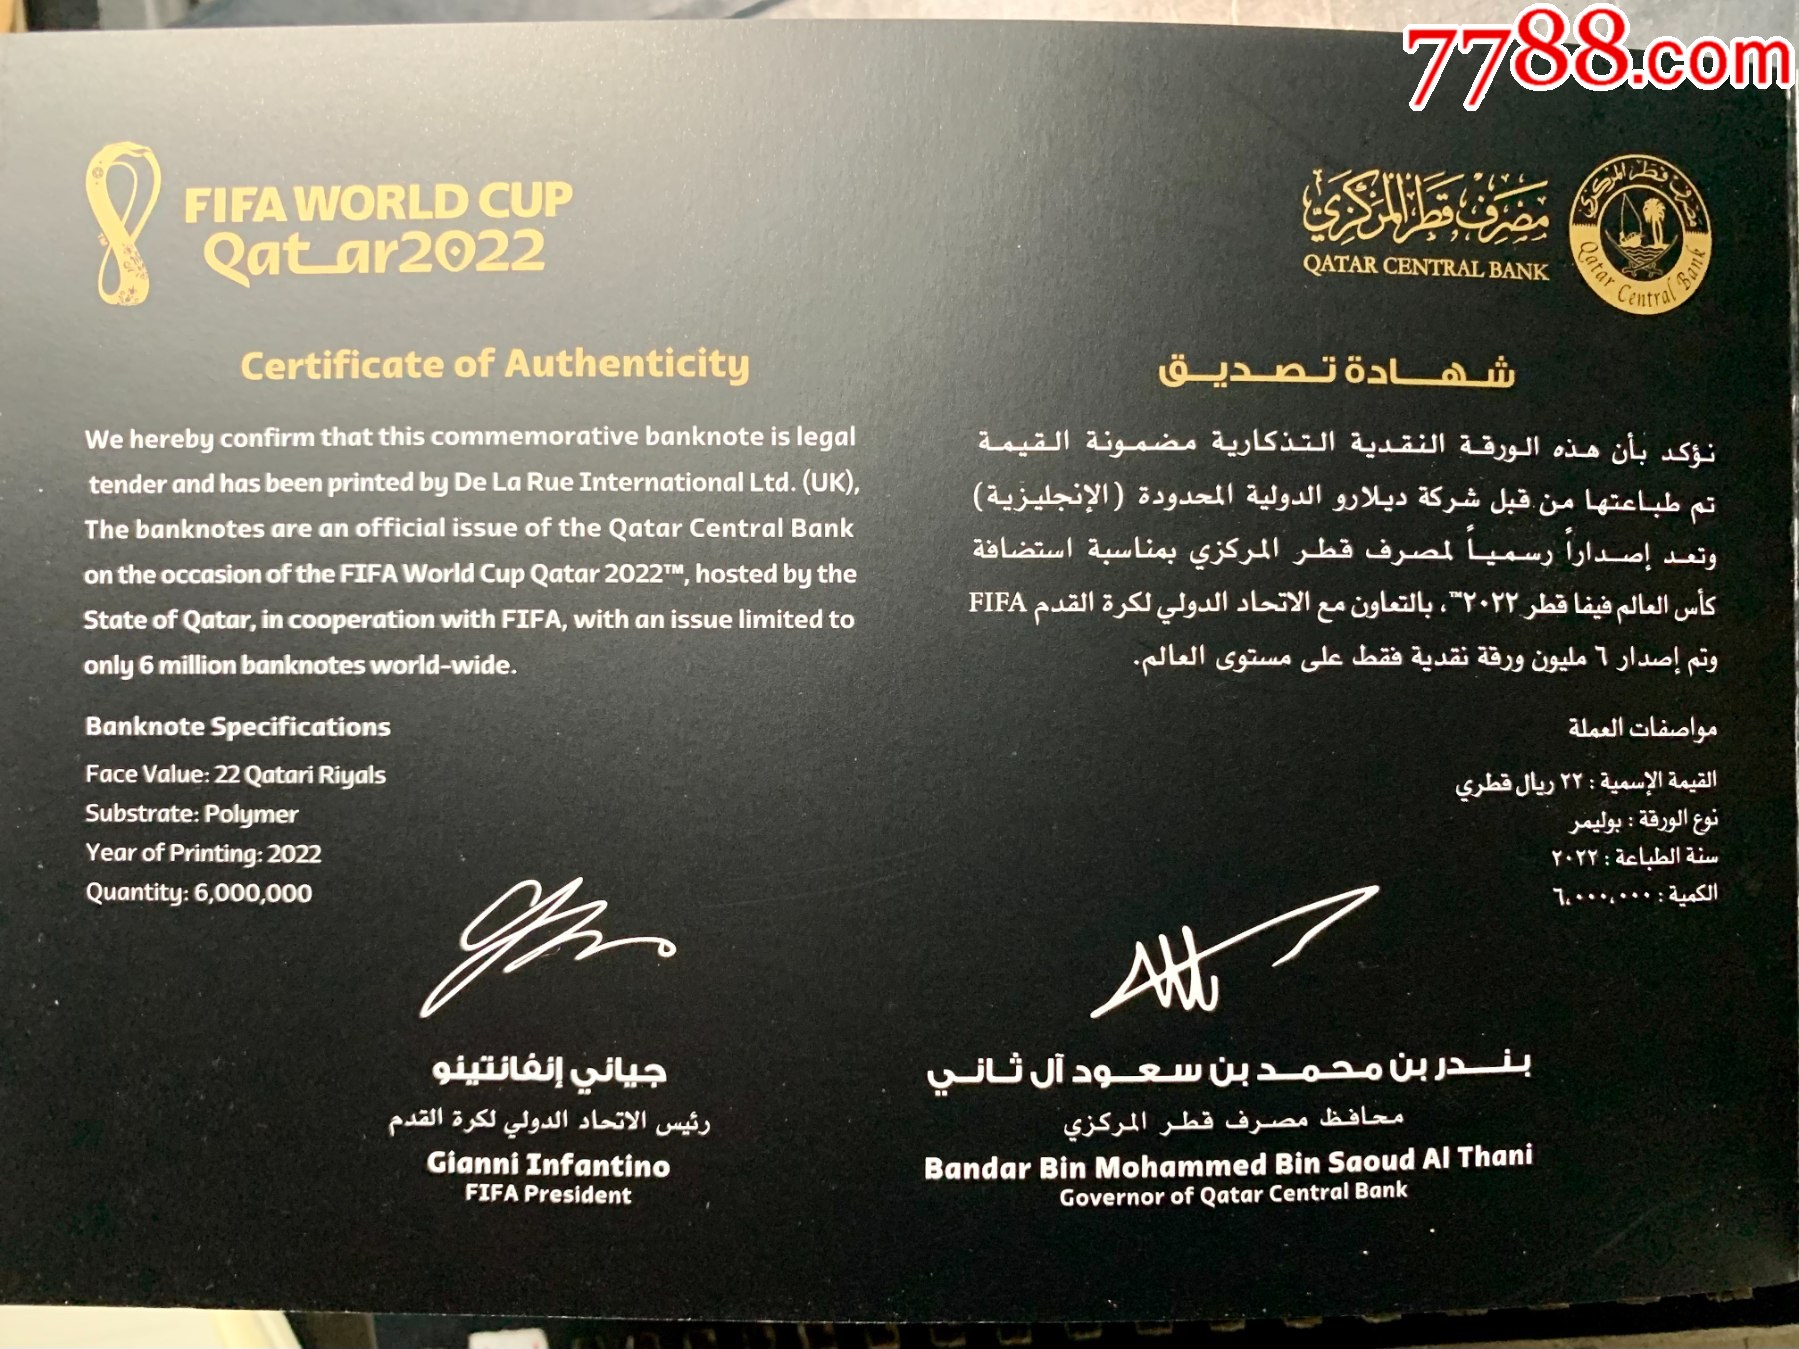 7788.com
FIFA WORLD CUP
Qatar2022
مصرف قطر المركزي
QATAR CENTRAL BANK
مصرف قطر المركزي
Qatar Central Bank
Certificate of Authenticity
We hereby confirm that this commemorative banknote is legal
tender and has been printed by De La Rue International Ltd. (UK),
The banknotes are an official issue of the Qatar Central Bank
on the occasion of the FIFA World Cup Qatar 2022™, hosted by the
State of Qatar, in cooperation with FIFA, with an issue limited to
only 6 million banknotes world-wide.
Banknote Specifications
Face Value: 22 Qatari Riyals
Substrate: Polymer
Year of Printing: 2022
Quantity: 6,000,000
شهادة تصديق
نؤكد بأن هذه الورقة النقدية التذكارية مضمونة القيمة
تم طباعتها من قبل شركة ديلارو الدولية المحدودة (الإنجليزية)
وتعد إصداراً رسمياً لمصرف قطر المركزي بمناسبة استضافة
كأس العالم فيفا قطر ٢٠٢٢™، بالتعاون مع الاتحاد الدولي لكرة القدم FIFA
وتم إصدار ٦ مليون ورقة نقدية فقط على مستوى العالم.
مواصفات العملة
القيمة الإسمية : ٢٢ ريال قطري
نوع الورقة : بوليمر
سنة الطباعة : ٢٠٢٢
الكمية : ٦،٠٠٠،٠٠٠
جياني إنفانتينو
رئيس الاتحاد الدولي لكرة القدم
Gianni Infantino
FIFA President
بندر بن محمد بن سعود آل ثاني
محافظ مصرف قطر المركزي
Bandar Bin Mohammed Bin Saoud Al Thani
Governor of Qatar Central Bank